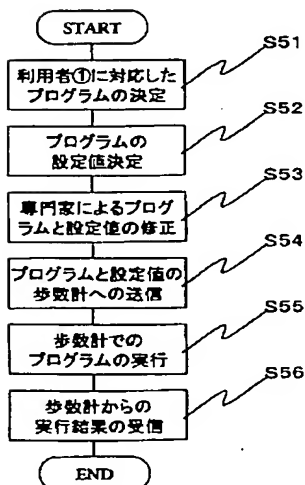 START
S51
利用者①に対応した
プログラムの決定
S52
プログラムの
設定値決定
S53
専門家によるプログ
ラムと設定値の修正
S54
プログラムと設定値の
歩数計への送信
S55
歩数計での
プログラムの実行
S56
歩数計からの
実行結果の受信
END